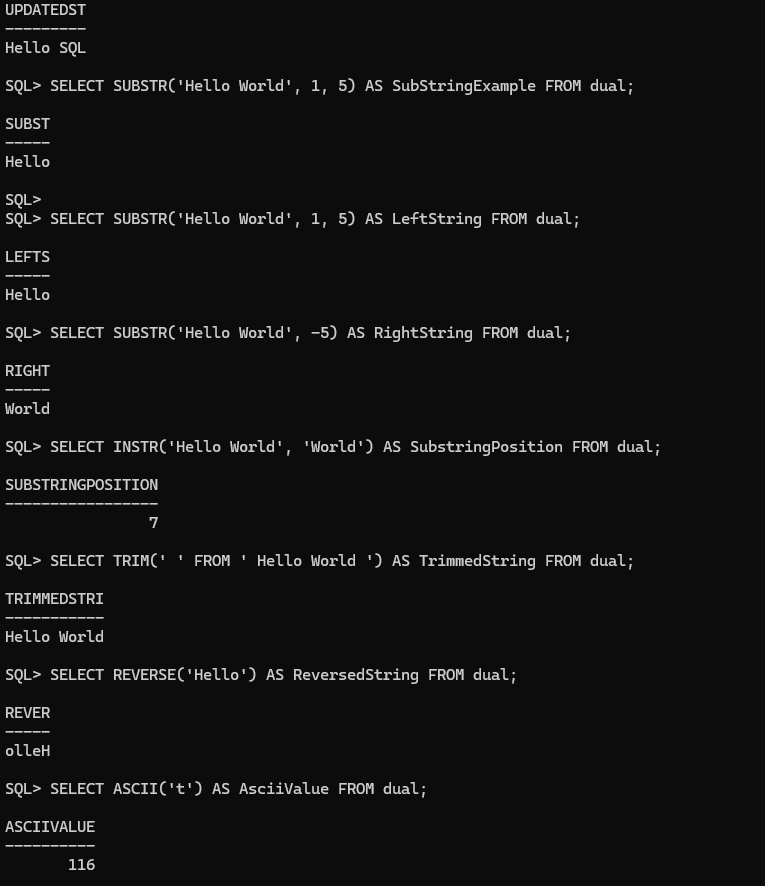 UPDATEDST
---------
Hello SQL
SQL> SELECT SUBSTR('Hello World', 1, 5) AS SubStringExample FROM dual;
SUBST
-----
Hello
SQL>
SQL> SELECT SUBSTR('Hello World', 1, 5) AS LeftString FROM dual;
LEFTS
-----
Hello
SQL> SELECT SUBSTR('Hello World', -5) AS RightString FROM dual;
RIGHT
-----
World
SQL> SELECT INSTR('Hello World', 'World') AS SubstringPosition FROM dual;
SUBSTRINGPOSITION
-----------------
7
SQL> SELECT TRIM(' ' FROM ' Hello World ') AS TrimmedString FROM dual;
TRIMMEDSTRI
-----------
Hello World
SQL> SELECT REVERSE('Hello') AS ReversedString FROM dual;
REVER
-----
olleH
SQL> SELECT ASCII('t') AS AsciiValue FROM dual;
ASCIIVALUE
----------
116